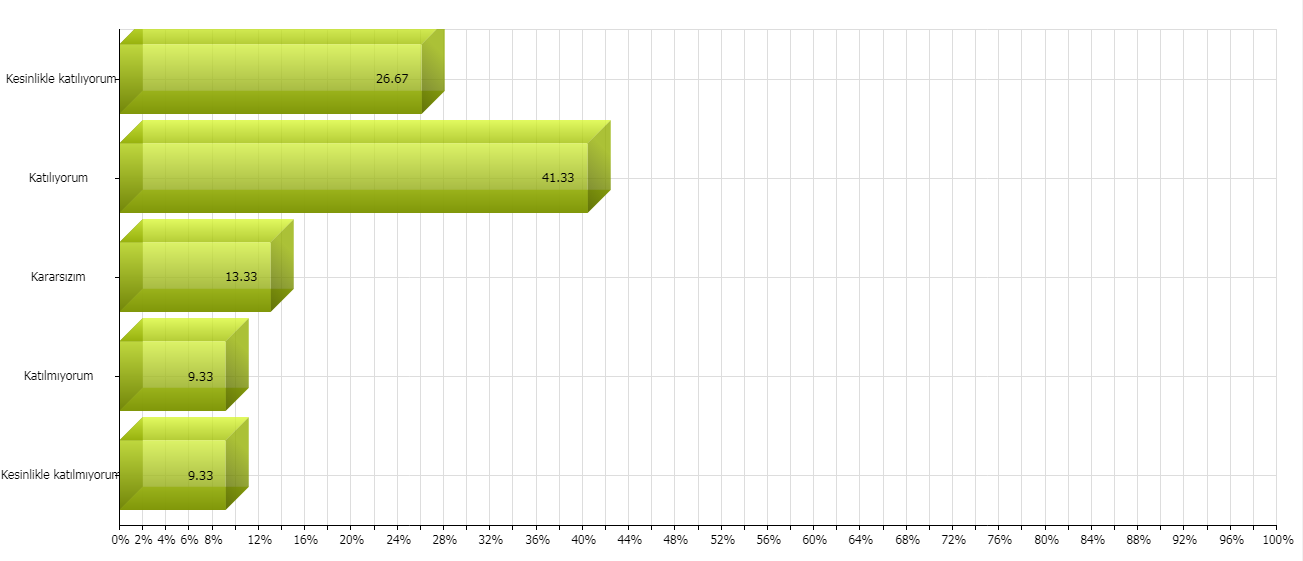 Kesinlikle katılıyorum
26.67
Katılıyorum
41.33
Kararsızım
13.33
Katılmıyorum
9.33
Kesinlikle katılmıyorum
9.33
0% 2% 4% 6% 8% 12% 16% 20% 24% 28% 32% 36% 40% 44% 48% 52% 56% 60% 64% 68% 72% 76% 80% 84% 88% 92% 96% 100%